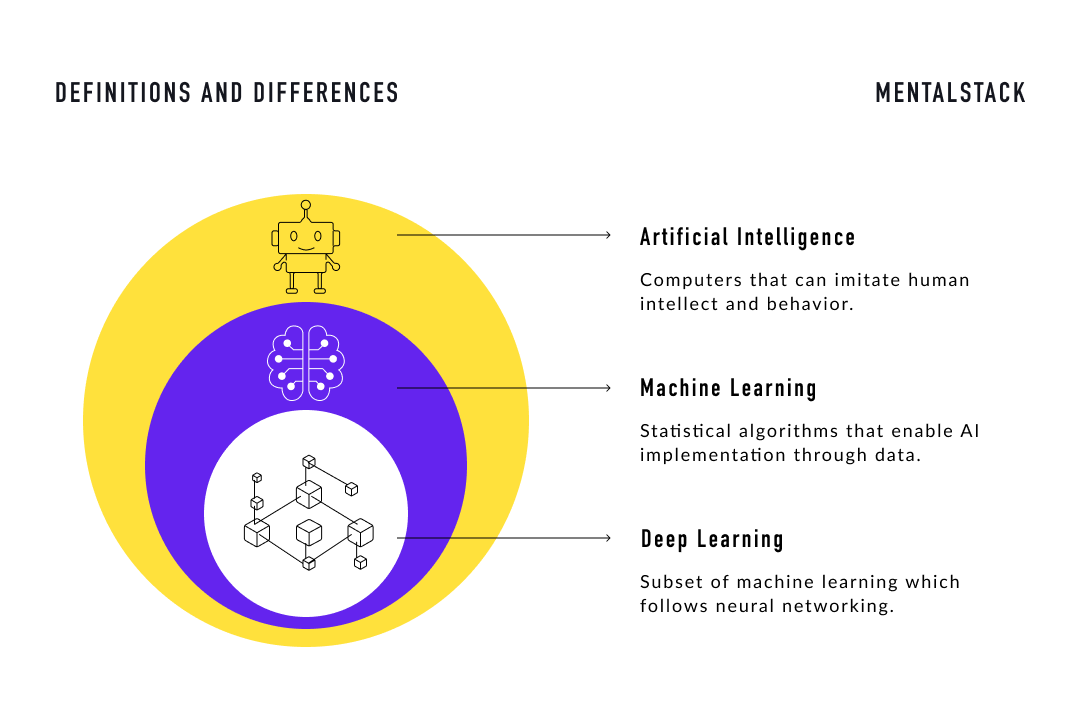 DEFINITIONS AND DIFFERENCES
MENTALSTACK
Artificial Intelligence
Computers that can imitate human
intellect and behavior.
Machine Learning
Statistical algorithms that enable AI
implementation through data.
Deep Learning
Subset of machine learning which
follows neural networking.